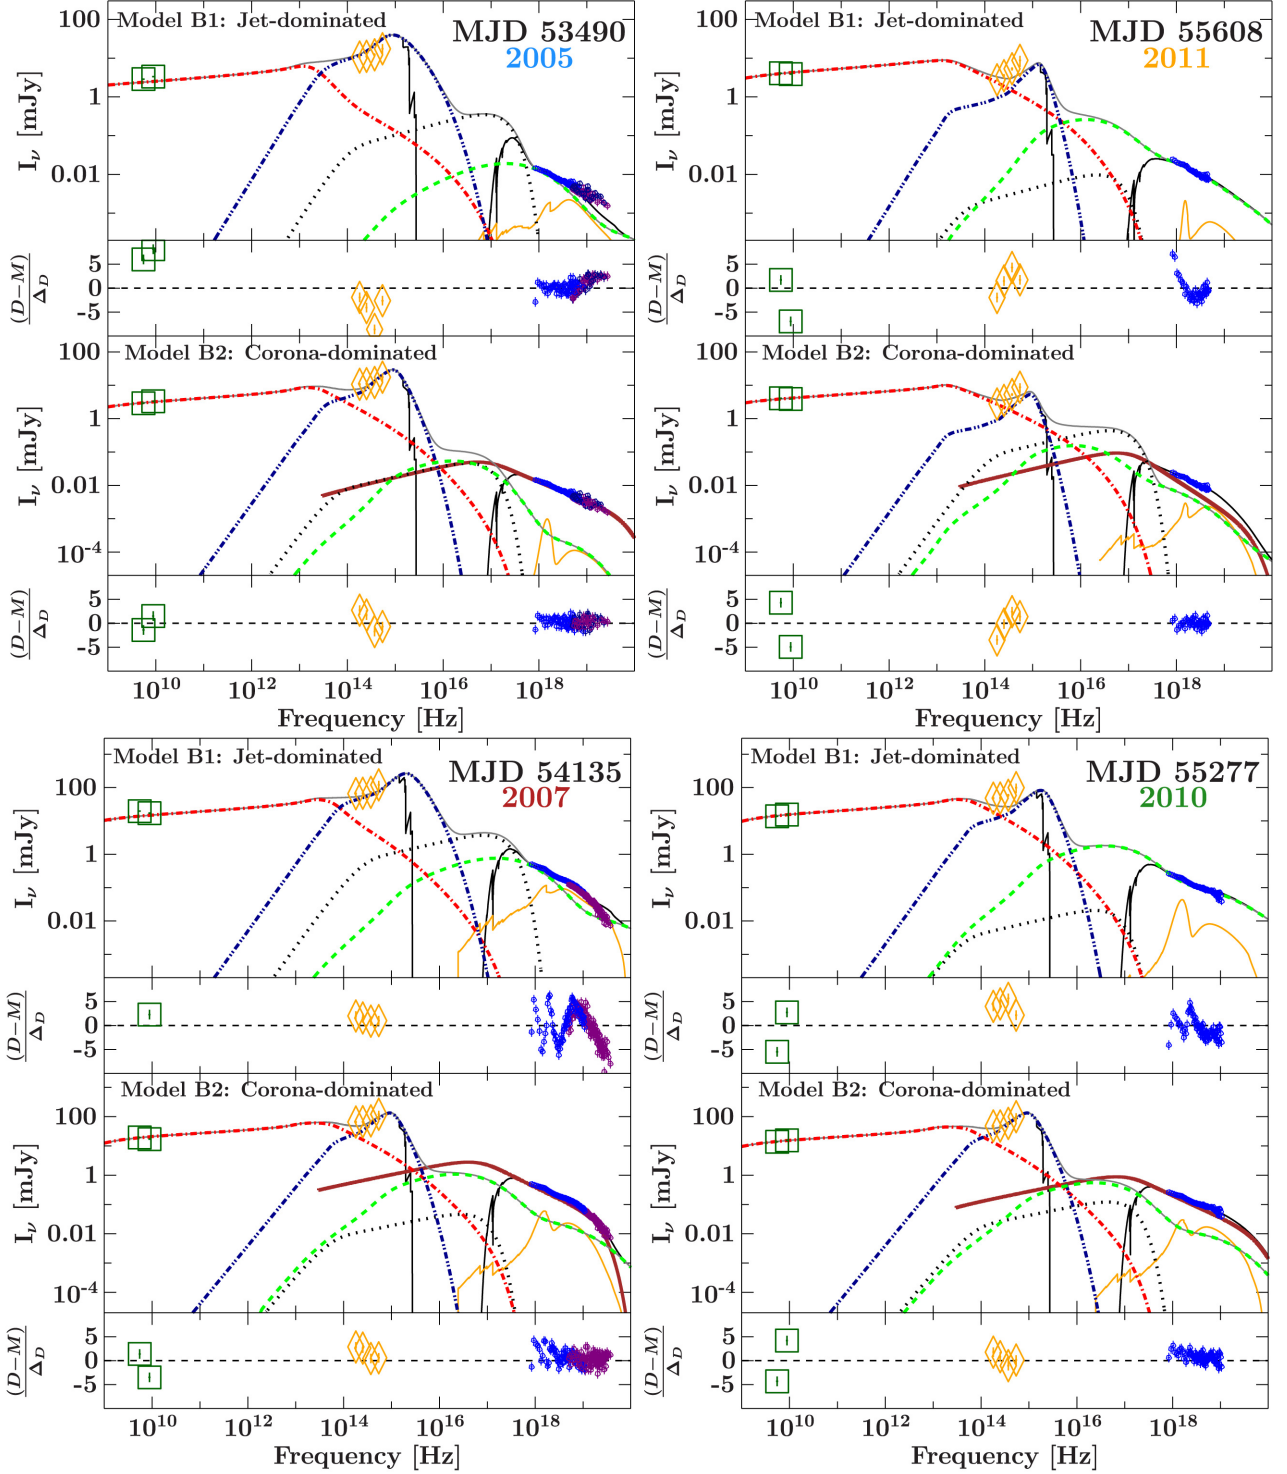 Model B1: Jet-dominated
MJD 53490
2005
100
1
0.01
I_ν [mJy]
5
0
-5
(D−M)
Δ_D
Model B2: Corona-dominated
100
1
0.01
10^-4
I_ν [mJy]
5
0
-5
(D−M)
Δ_D
10^10 10^12 10^14 10^16 10^18
Frequency [Hz]
Model B1: Jet-dominated
MJD 55608
2011
100
1
0.01
I_ν [mJy]
5
0
-5
(D−M)
Δ_D
Model B2: Corona-dominated
100
1
0.01
10^-4
I_ν [mJy]
5
0
-5
(D−M)
Δ_D
10^10 10^12 10^14 10^16 10^18
Frequency [Hz]
Model B1: Jet-dominated
MJD 54135
2007
100
1
0.01
I_ν [mJy]
5
0
-5
(D−M)
Δ_D
Model B2: Corona-dominated
100
1
0.01
10^-4
I_ν [mJy]
5
0
-5
(D−M)
Δ_D
10^10 10^12 10^14 10^16 10^18
Frequency [Hz]
Model B1: Jet-dominated
MJD 55277
2010
100
1
0.01
I_ν [mJy]
5
0
-5
(D−M)
Δ_D
Model B2: Corona-dominated
100
1
0.01
10^-4
I_ν [mJy]
5
0
-5
(D−M)
Δ_D
10^10 10^12 10^14 10^16 10^18
Frequency [Hz]